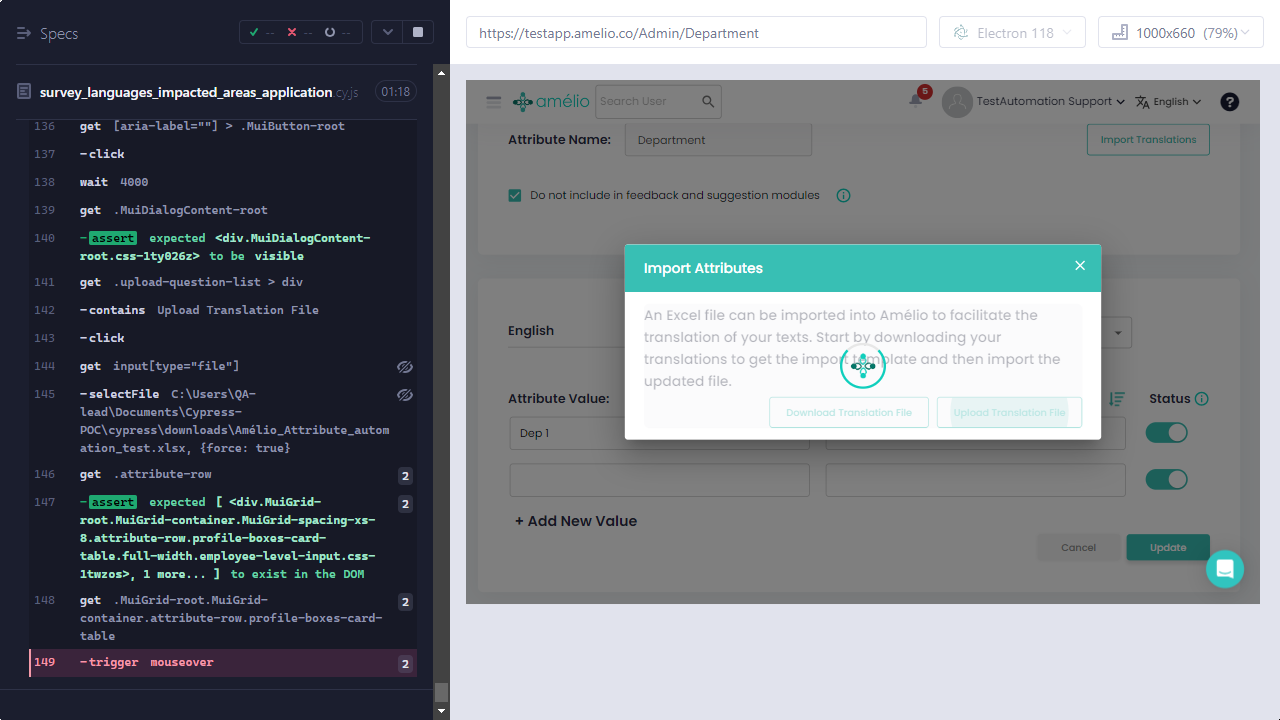 Specs
-- -- --
survey_languages_impacted_areas_application.cy.js 01:18
136 get [aria-label=""] > .MuiButton-root
137 -click
138 wait 4000
139 get .MuiDialogContent-root
140 -assert expected <div.MuiDialogContent-
root.css-1ty026z> to be visible
141 get .upload-question-list > div
142 -contains Upload Translation File
143 -click
144 get input[type="file"]
145 -selectFile C:\Users\QA-
lead\Documents\Cypress-
POC\cypress\downloads\Amélio_Attribute_autom
ation_test.xlsx, {force: true}
146 get .attribute-row 2
147 -assert expected [ <div.MuiGrid- 2
root.MuiGrid-container.MuiGrid-spacing-xs-
8.attribute-row.profile-boxes-card-
table.full-width.employee-level-input.css-
1twzos>, 1 more... ] to exist in the DOM
148 get .MuiGrid-root.MuiGrid- 2
container.attribute-row.profile-boxes-card-
table
149 -trigger mouseover 2
https://testapp.amelio.co/Admin/Department
Electron 118
1000x660 (79%)
amélio
Search User
5
TestAutomation Support
English
?
Attribute Name:
Department
Import Translations
Do not include in feedback and suggestion modules
Import Attributes
An Excel file can be imported into Amélio to facilitate the
translation of your texts. Start by downloading your
translations to get the import template and then import the
updated file.
Download Translation File
Upload Translation File
English
Attribute Value:
Status
Dep 1
+ Add New Value
Cancel
Update